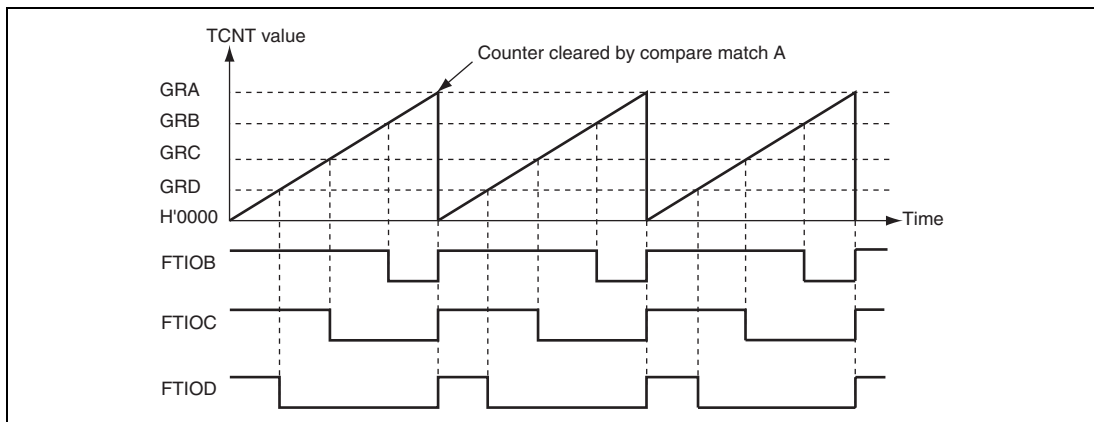 TCNT value
Counter cleared by compare match A
GRA
GRB
GRC
GRD
H'0000
Time
FTIOB
FTIOC
FTIOD